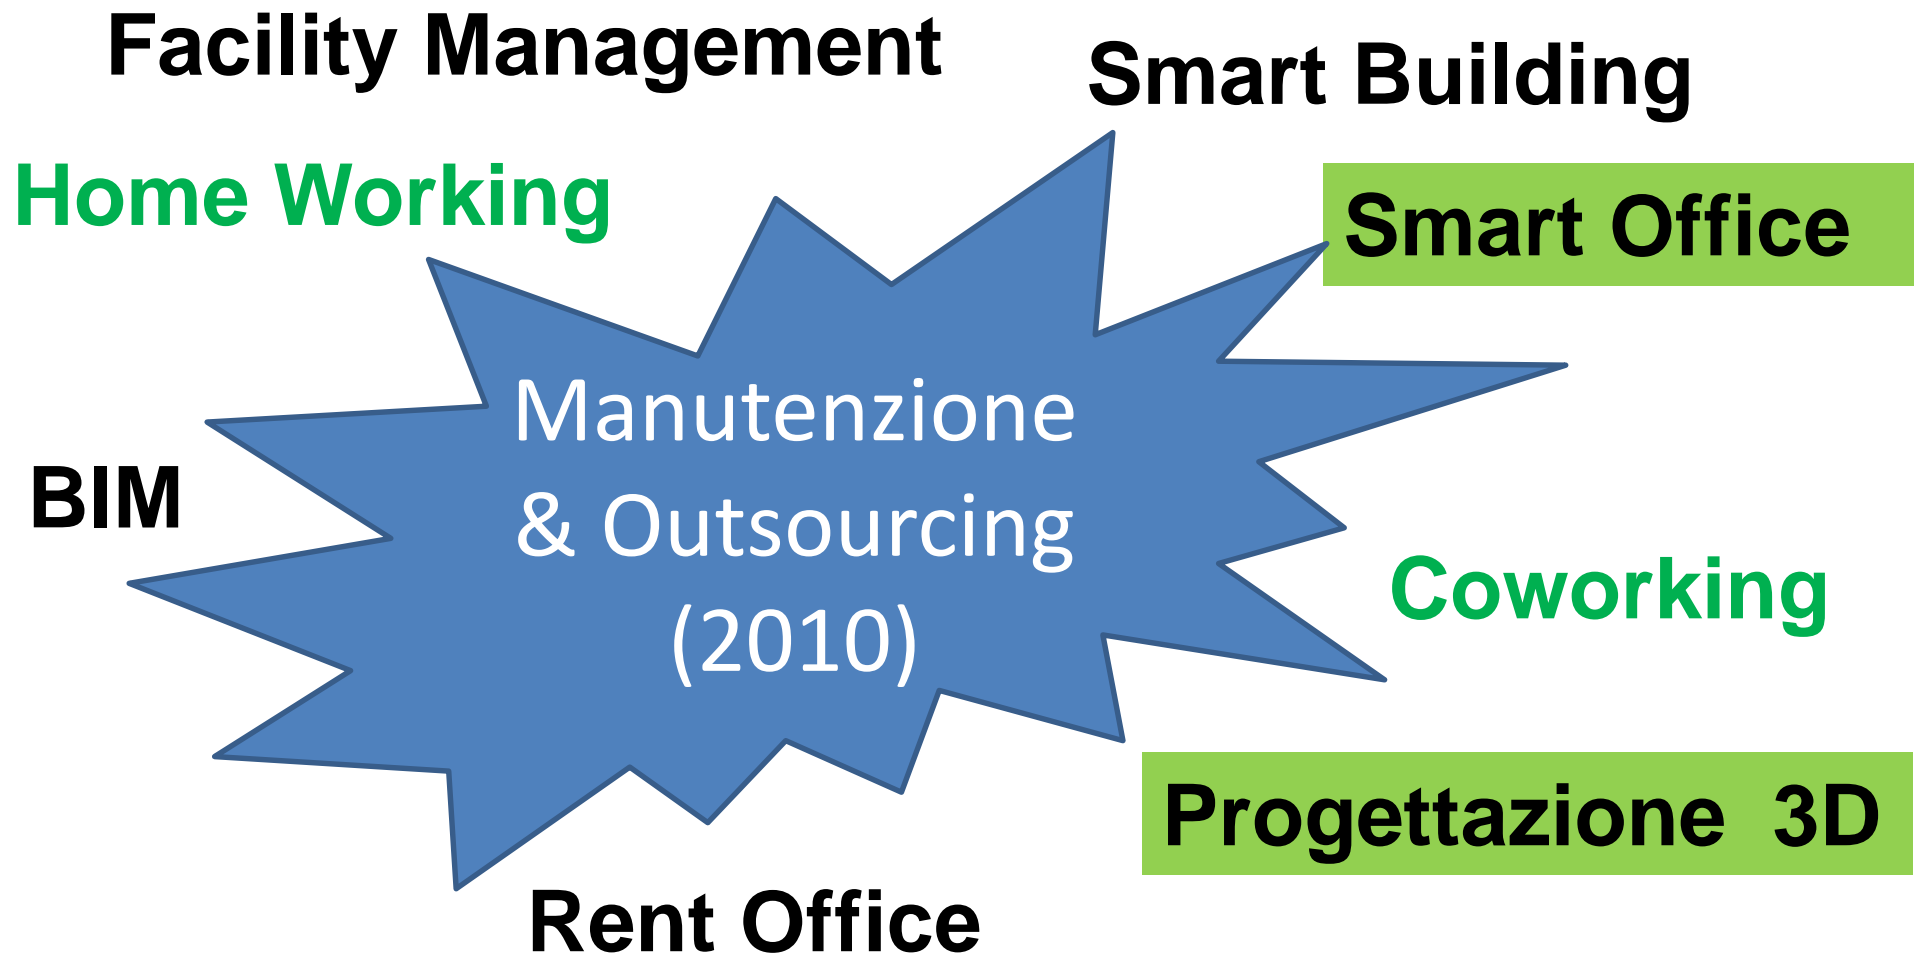 Facility Management
Smart Building
Home Working
Smart Office
Manutenzione
& Outsourcing
(2010)
BIM
Coworking
Progettazione 3D
Rent Office